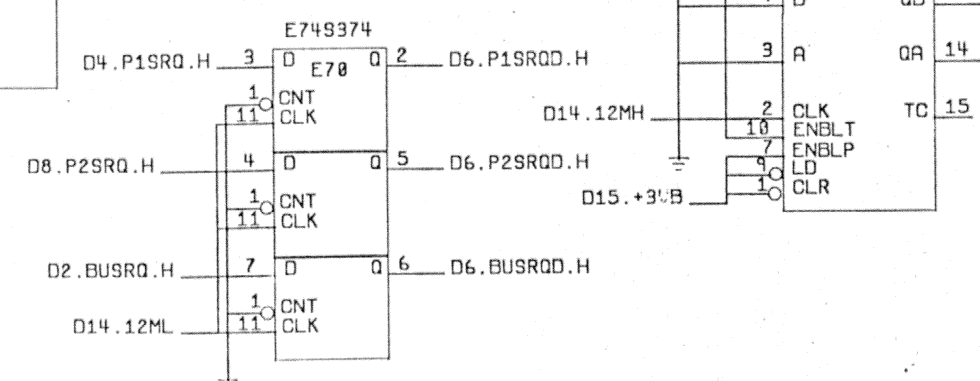 E74S374
D4.P1SRQ.H 3 D Q 2 D6.P1SRQD.H
E70
1 CNT
11 CLK
D8.P2SRQ.H 4 D Q 5 D6.P2SRQD.H
1 CNT
11 CLK
D2.BUSRQ.H 7 D Q 6 D6.BUSRQD.H
1 CNT
D14.12ML 11 CLK
QD
3 A QA 14
D14.12MH 2 CLK TC 15
10 ENBLT
7 ENBLP
9 LD
D15.+3VB 1 CLR